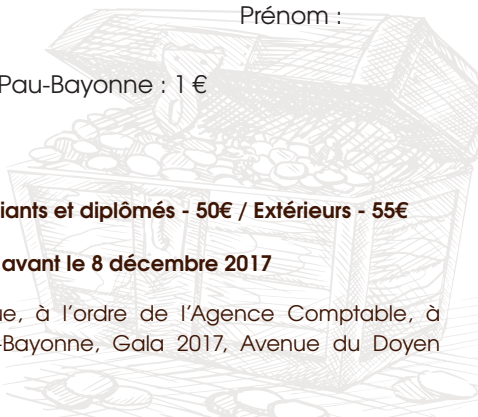 Prénom :
Pau-Bayonne : 1 €
iants et diplômés - 50€ / Extérieurs - 55€
avant le 8 décembre 2017
ue, à l'ordre de l'Agence Comptable, à
-Bayonne, Gala 2017, Avenue du Doyen